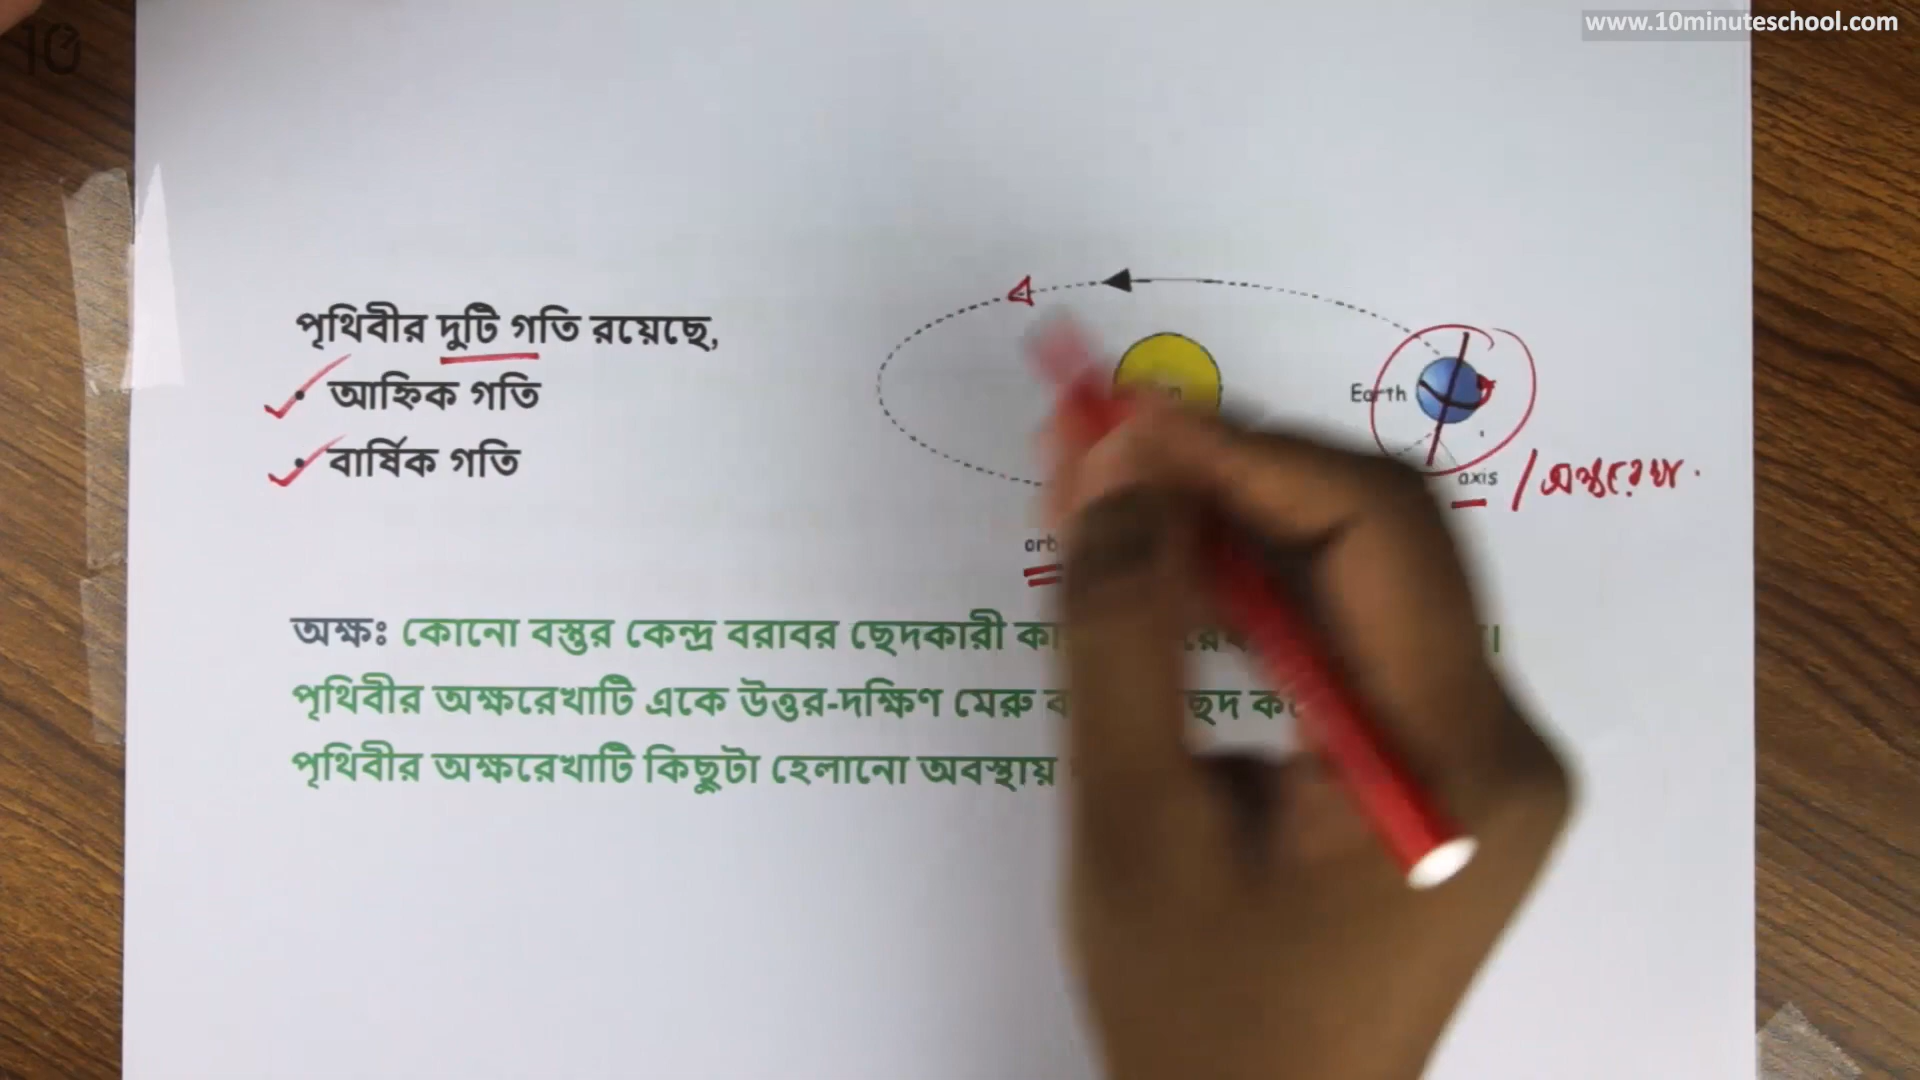 10
www.10minuteschool.com
পৃথিবীর দুটি গতি রয়েছে,
• আহ্নিক গতি
• বার্ষিক গতি
Earth
axis / অক্ষরেখা
অক্ষঃ কোনো বস্তুর কেন্দ্র বরাবর ছেদকারী
পৃথিবীর অক্ষরেখাটি একে উত্তর-দক্ষিণ মেরু
পৃথিবীর অক্ষরেখাটি কিছুটা হেলানো অবস্থায়